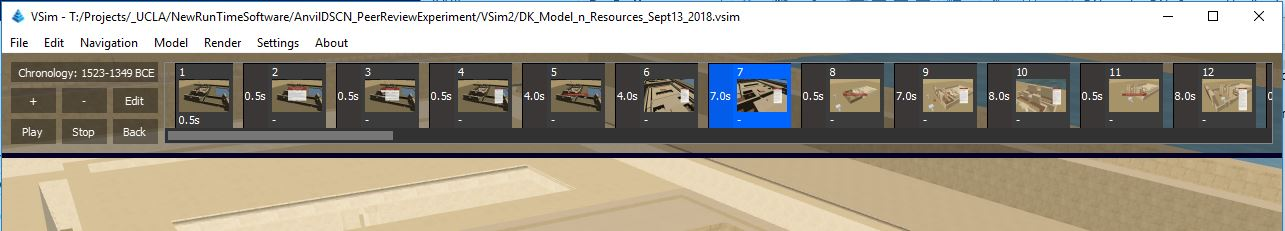 VSim - T:/Projects/_UCLA/NewRunTimeSoftware/AnvilDSCN_PeerReviewExperiment/VSim2/DK_Model_n_Resources_Sept13_2018.vsim
File Edit Navigation Model Render Settings About
Chronology: 1523-1349 BCE
+ - Edit
Play Stop Back
1 2 3 4 5 6 7 8 9 10 11 12
0.5s 0.5s 0.5s 4.0s 4.0s 7.0s 0.5s 7.0s 8.0s 0.5s 8.0s
0.5s - - - - - - - - - - -